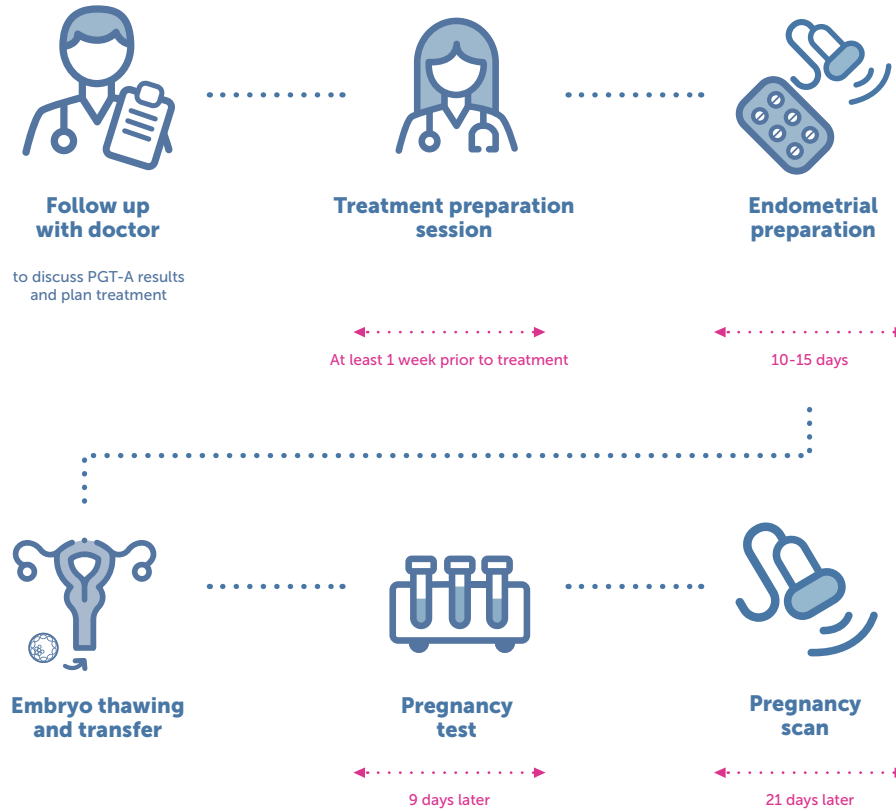 Follow up
with doctor
to discuss PGT-A results
and plan treatment
Treatment preparation
session
At least 1 week prior to treatment
Endometrial
preparation
10-15 days
Embryo thawing
and transfer
Pregnancy
test
9 days later
Pregnancy
scan
21 days later